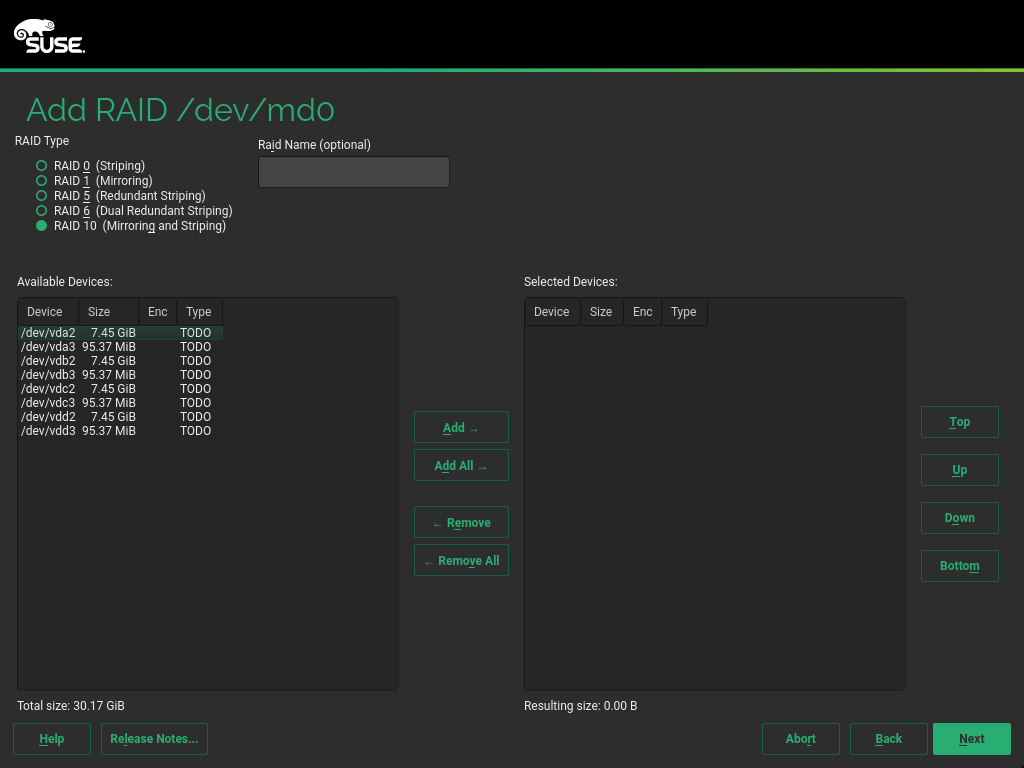 SUSE.
Add RAID /dev/md0
RAID Type
Raid Name (optional)
RAID 0 (Striping)
RAID 1 (Mirroring)
RAID 5 (Redundant Striping)
RAID 6 (Dual Redundant Striping)
RAID 10 (Mirroring and Striping)
Available Devices:
Device Size Enc Type
/dev/vda2 7.45 GiB TODO
/dev/vda3 95.37 MiB TODO
/dev/vdb2 7.45 GiB TODO
/dev/vdb3 95.37 MiB TODO
/dev/vdc2 7.45 GiB TODO
/dev/vdc3 95.37 MiB TODO
/dev/vdd2 7.45 GiB TODO
/dev/vdd3 95.37 MiB TODO
Total size: 30.17 GiB
Add →
Add All →
← Remove
← Remove All
Selected Devices:
Device Size Enc Type
Resulting size: 0.00 B
Top
Up
Down
Bottom
Help Release Notes... Abort Back Next